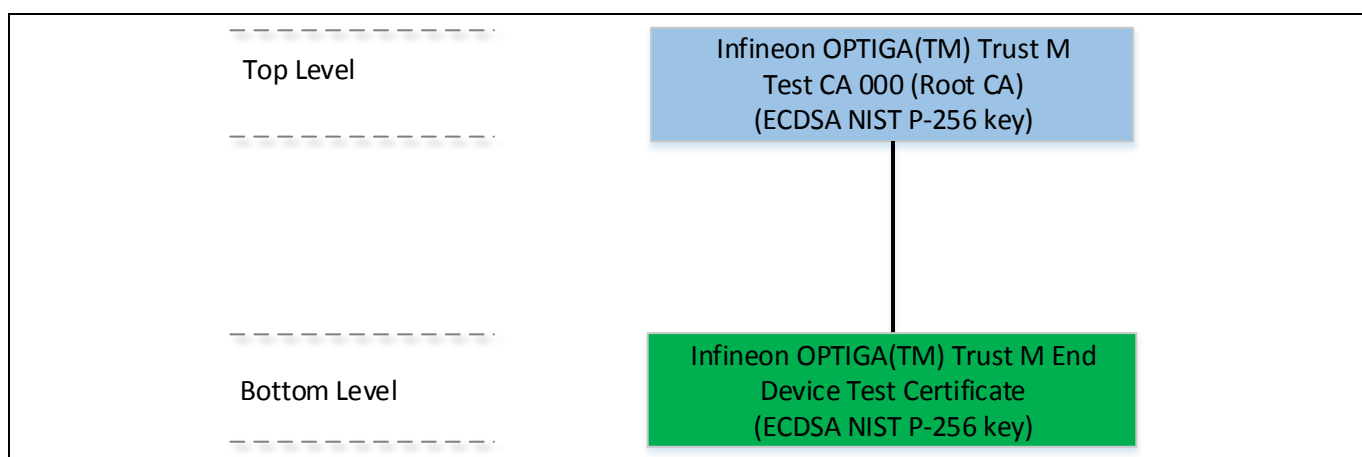 Top Level
Infineon OPTIGA(TM) Trust M
Test CA 000 (Root CA)
(ECDSA NIST P-256 key)
Bottom Level
Infineon OPTIGA(TM) Trust M End
Device Test Certificate
(ECDSA NIST P-256 key)